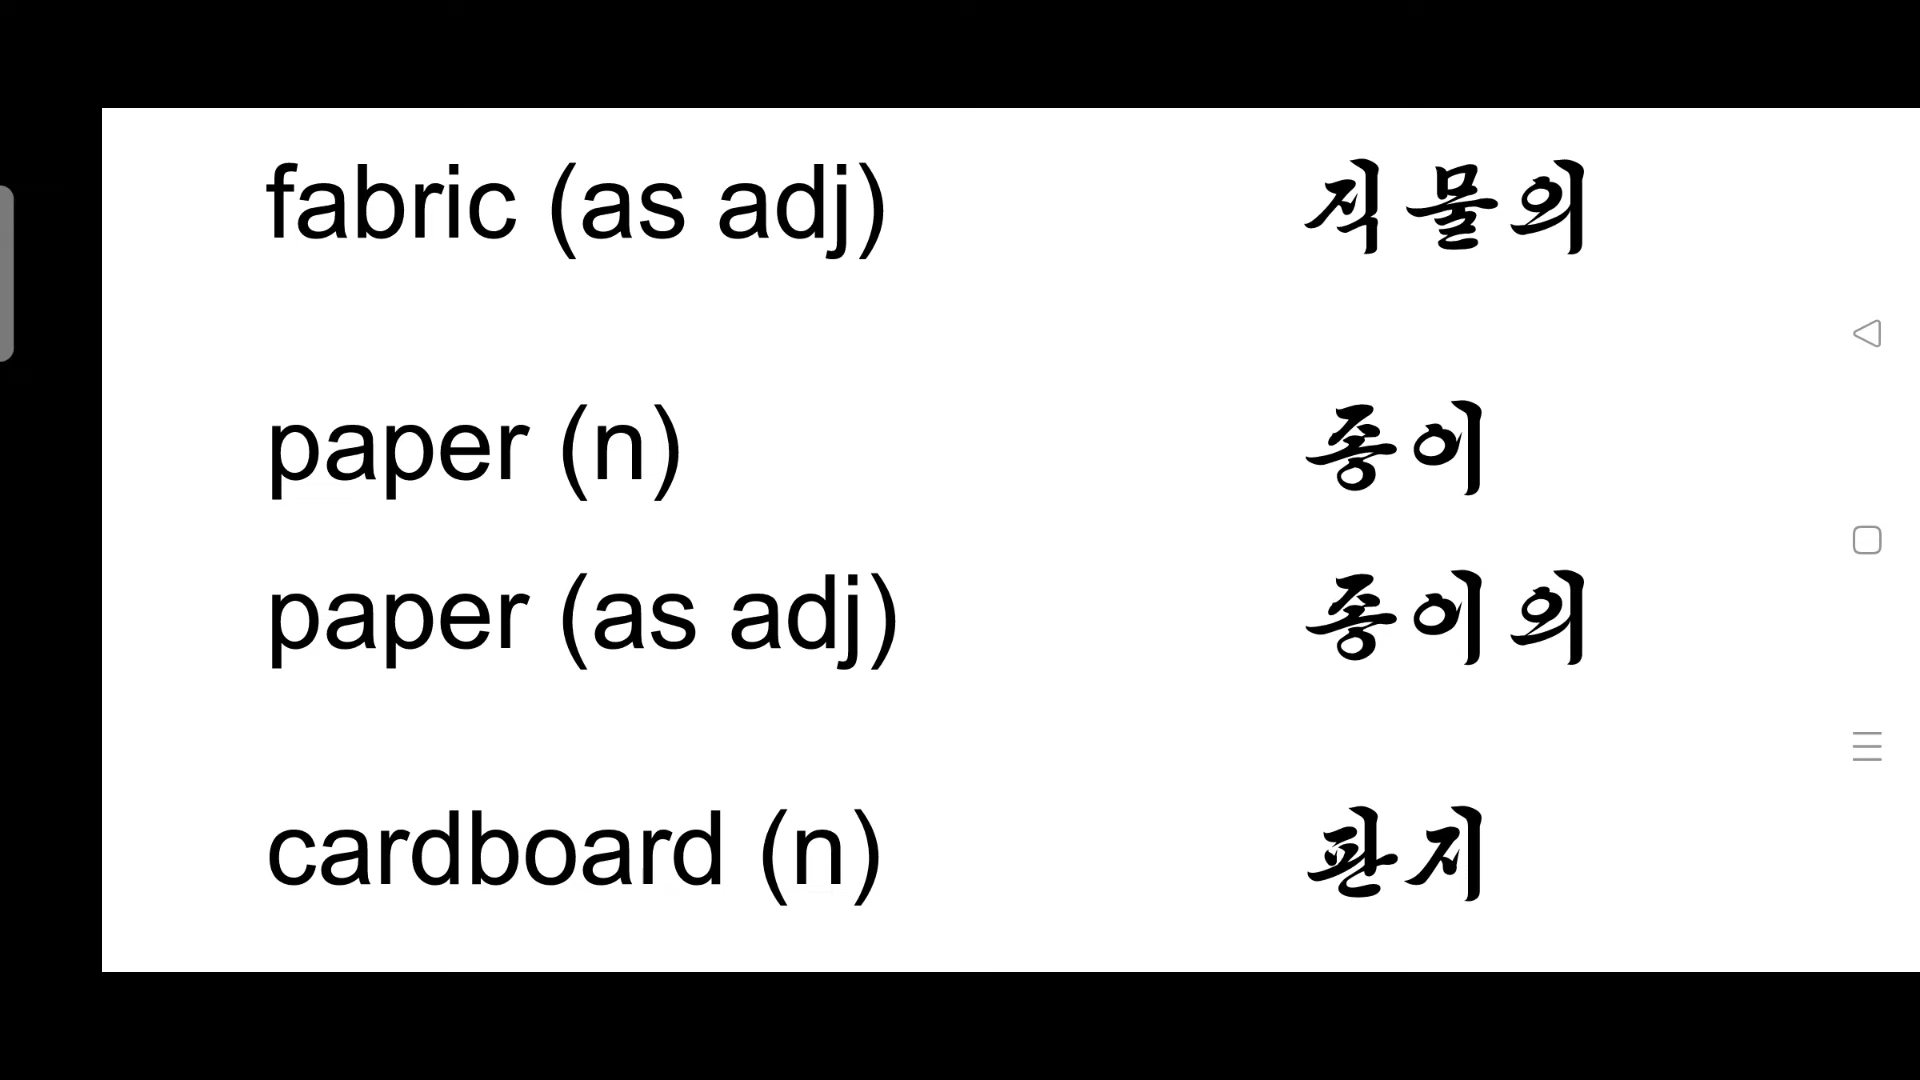 fabric (as adj) 직물의
paper (n) 종이
paper (as adj) 종이의
cardboard (n) 판지